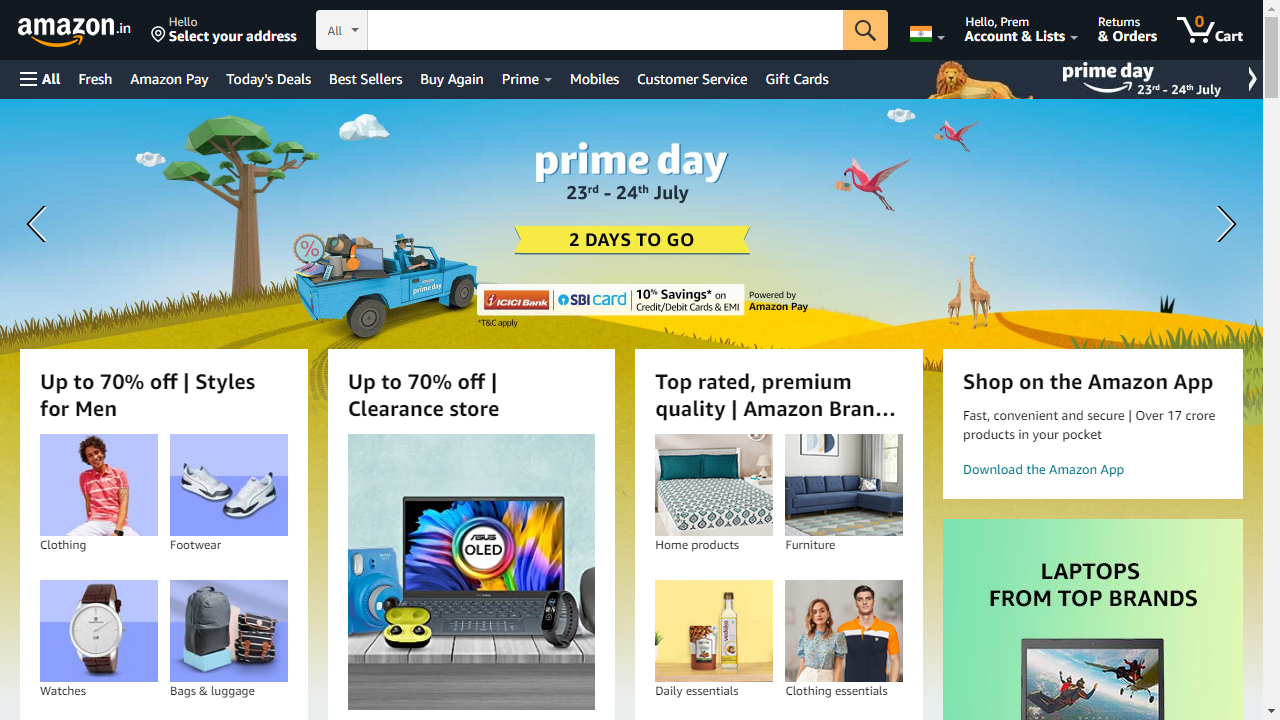 amazon.in
Hello
Select your address
All
Hello, Prem
Account & Lists
Returns
& Orders
0
Cart
All
Fresh
Amazon Pay
Today's Deals
Best Sellers
Buy Again
Prime
Mobiles
Customer Service
Gift Cards
prime day
23rd - 24th July
prime day
23rd - 24th July
2 DAYS TO GO
%
prime day
ICICI Bank
SBI card
10% Savings* on
Credit/Debit Cards & EMI
Powered by
Amazon Pay
*T&C apply
Up to 70% off | Styles
for Men
Clothing
Footwear
Watches
Bags & luggage
Up to 70% off |
Clearance store
ASUS
OLED
Top rated, premium
quality | Amazon Bran...
Home products
Furniture
Daily essentials
Clothing essentials
Shop on the Amazon App
Fast, convenient and secure | Over 17 crore
products in your pocket
Download the Amazon App
LAPTOPS
FROM TOP BRANDS